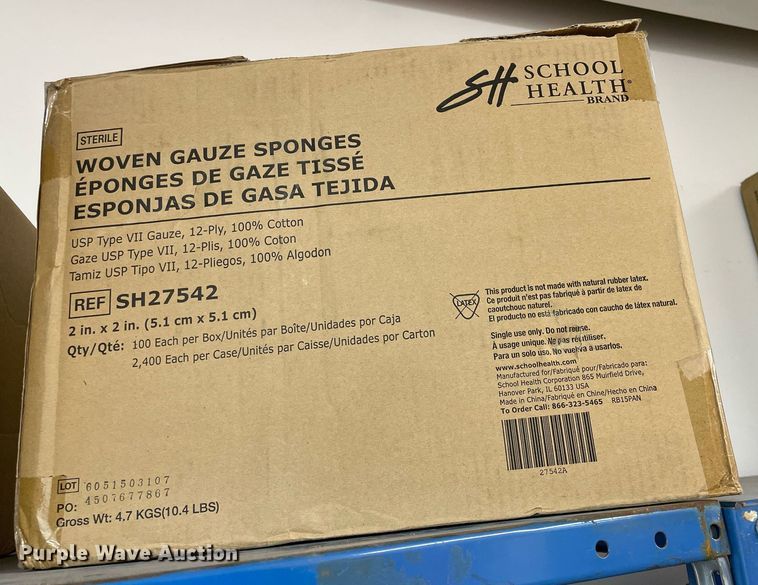 SH SCHOOL
HEALTH®
BRAND
STERILE
WOVEN GAUZE SPONGES
ÉPONGES DE GAZE TISSÉ
ESPONJAS DE GASA TEJIDA
USP Type VII Gauze, 12-Ply, 100% Cotton
Gaze USP Type VII, 12-Plis, 100% Coton
Tamiz USP Tipo VII, 12-Pliegos, 100% Algodon
REF SH27542
2 in. x 2 in. (5.1 cm x 5.1 cm)
Qty/Qté: 100 Each per Box/Unités par Boîte/Unidades por Caja
2,400 Each per Case/Unités par Caisse/Unidades por Carton
LATEX
This product is not made with natural rubber latex.
Ce produit n'est pas fabriqué à partir de latex de
caoutchouc naturel.
El producto no está fabricado con caucho de látex natural.
Single use only. Do not reuse.
À usage unique. Ne pas réutiliser.
Para un solo uso. No vuelva a usarlos.
www.schoolhealth.com
Manufactured for/Fabriqué pour/Fabricado para:
School Health Corporation 865 Muirfield Drive,
Hanover Park, IL 60133 USA
Made in China/Fabriqué en Chine/Hecho en China
To Order Call: 866-323-5465 RB15PAN
27542A
LOT 6051503107
PO: 4507677867
Gross Wt: 4.7 KGS(10.4 LBS)
Purple Wave Auction